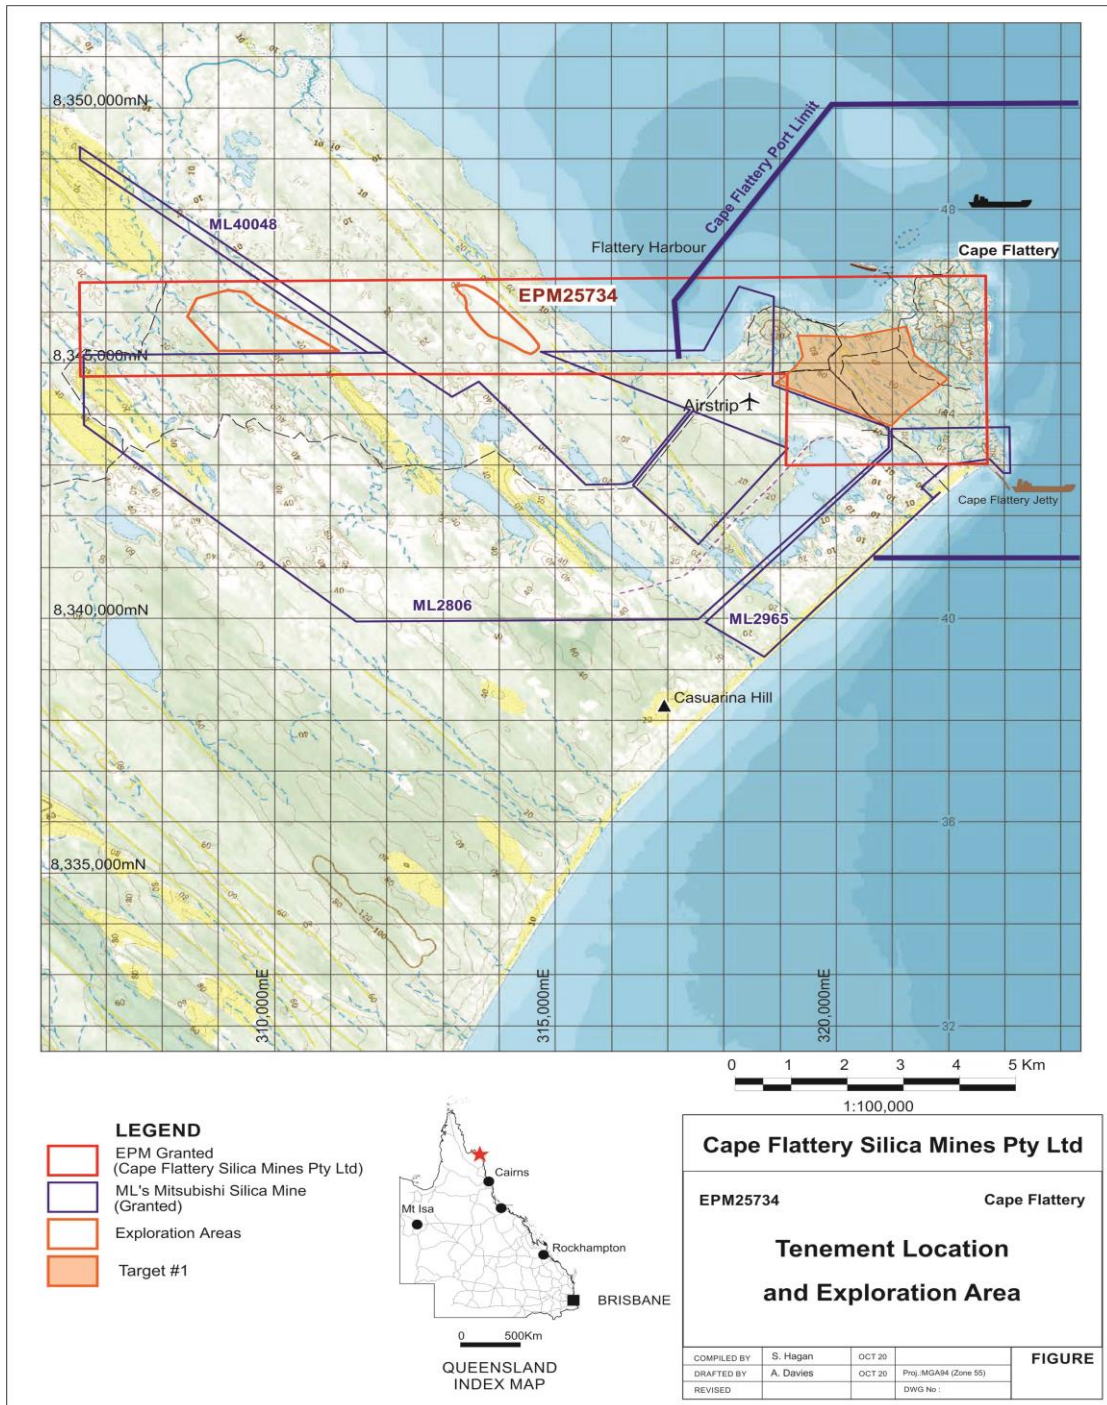 8,350,000mN
Cape Flattery Port Limit
48
ML40048
Flattery Harbour
Cape Flattery
EPM25734
8,345,000mN
Airstrip
44
Cape Flattery Jetty
ML2806
8,340,000mN
ML2965
40
Casuarina Hill
36
8,335,000mN
310,000mE
315,000mE
320,000mE
32
0 1 2 3 4 5 Km
1:100,000
LEGEND
EPM Granted
(Cape Flattery Silica Mines Pty Ltd)
ML's Mitsubishi Silica Mine
(Granted)
Exploration Areas
Target #1
Cairns
Mt Isa
Rockhampton
BRISBANE
0 500Km
QUEENSLAND
INDEX MAP
Cape Flattery Silica Mines Pty Ltd
EPM25734 Cape Flattery
Tenement Location
and Exploration Area
COMPILED BY S. Hagan OCT 20
DRAFTED BY A. Davies OCT 20 Proj.:MGA94 (Zone 55)
REVISED DWG No :
FIGURE